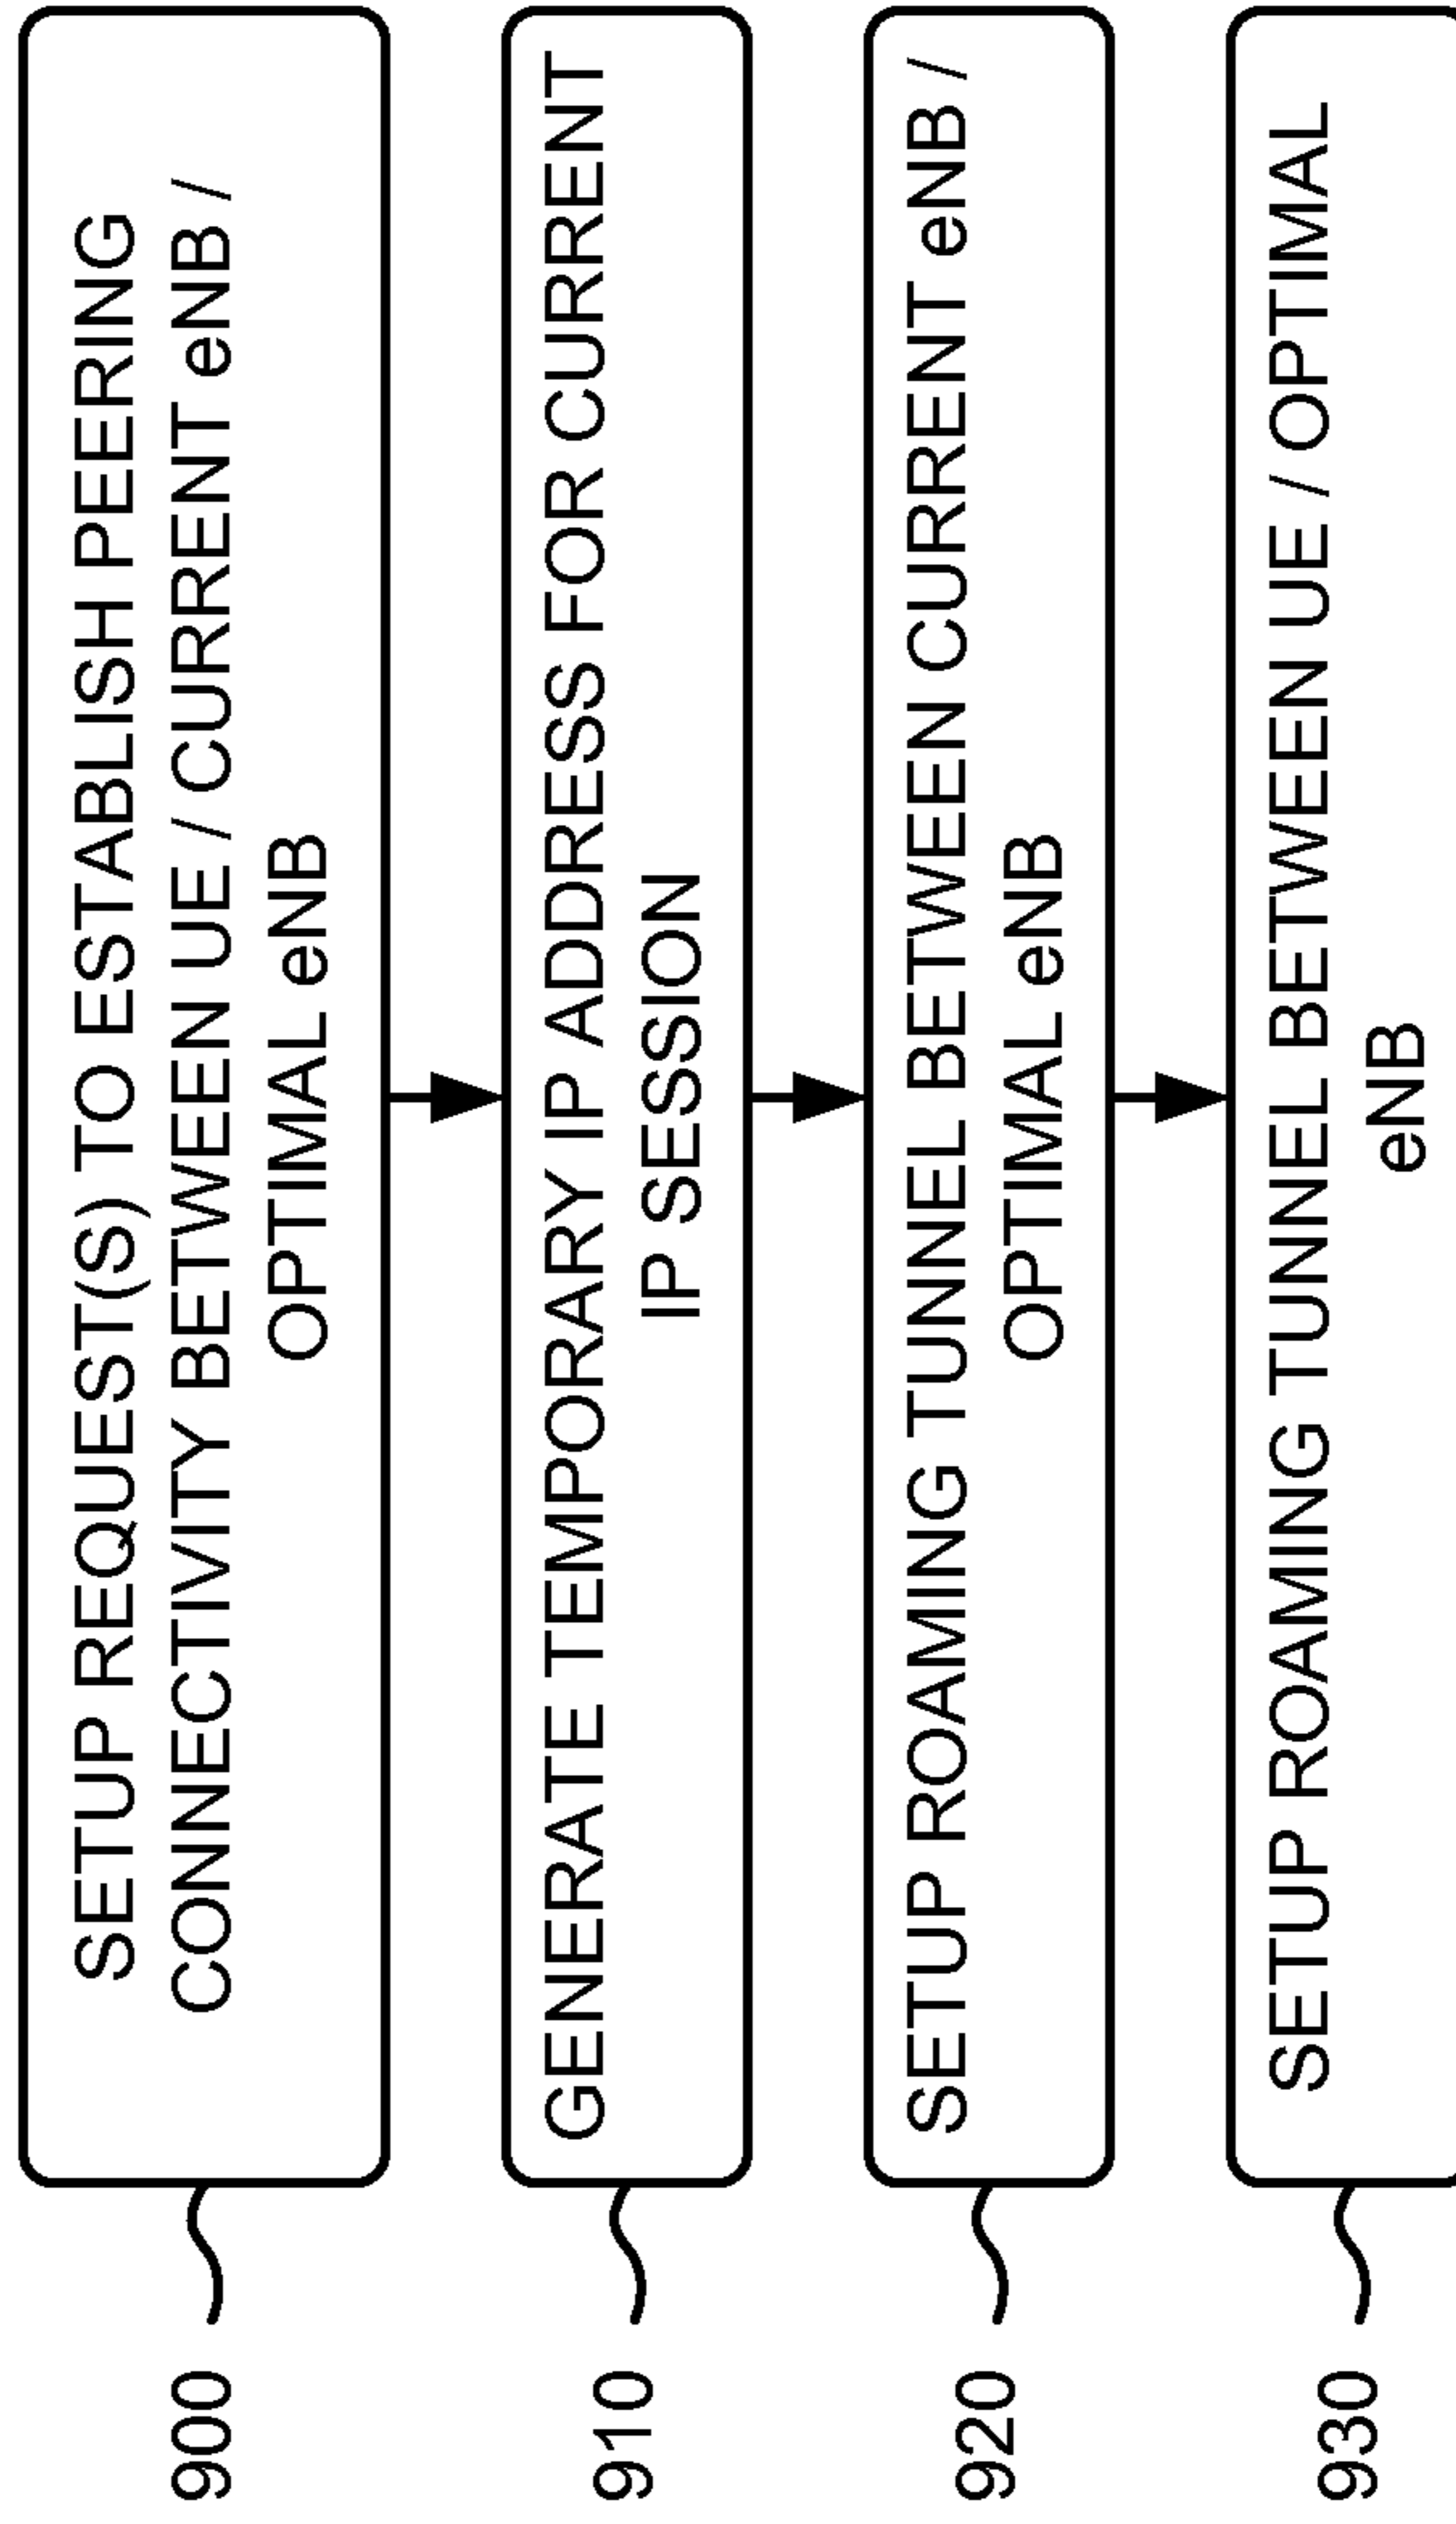 900
SETUP REQUEST(S) TO ESTABLISH PEERING
CONNECTIVITY BETWEEN UE / CURRENT eNB /
OPTIMAL eNB
910
GENERATE TEMPORARY IP ADDRESS FOR CURRENT
IP SESSION
920
SETUP ROAMING TUNNEL BETWEEN CURRENT eNB /
OPTIMAL eNB
930
SETUP ROAMING TUNNEL BETWEEN UE / OPTIMAL
eNB